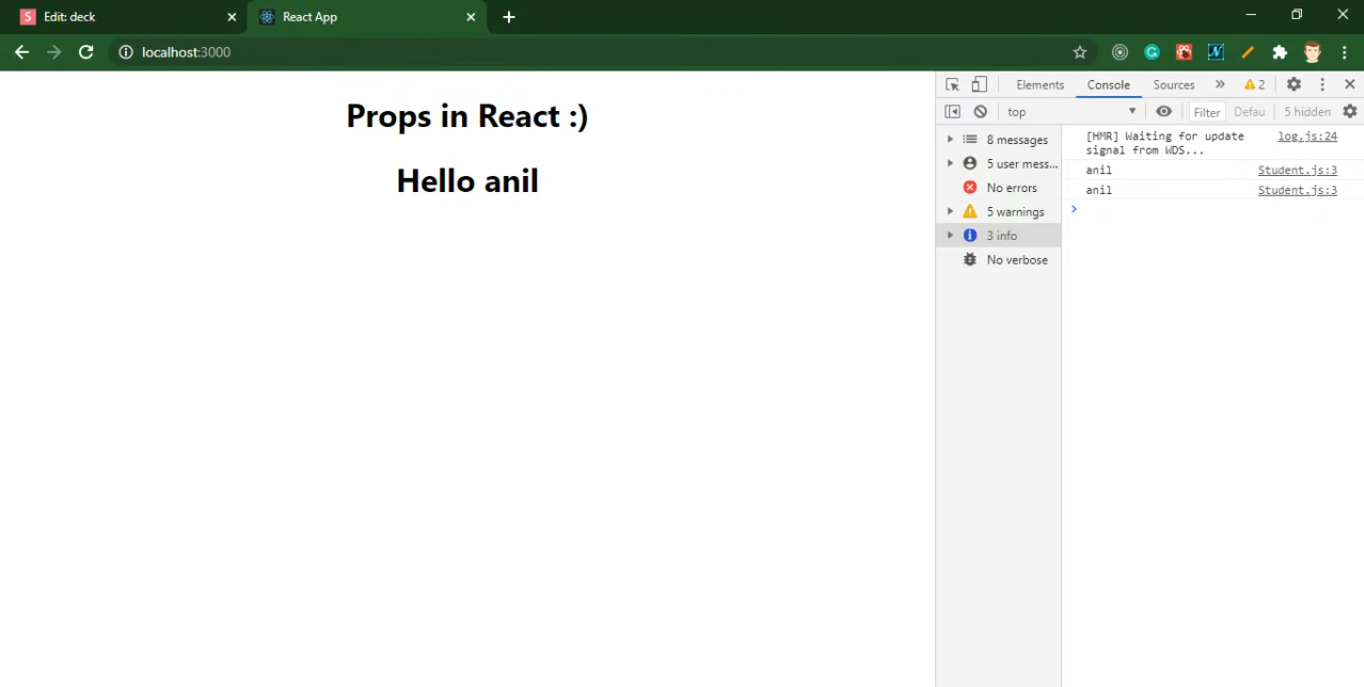 S Edit: deck
React App
localhost:3000
Props in React :)
Hello anil
Elements Console Sources » 2
top Filter Defau 5 hidden
8 messages
5 user mess...
No errors
5 warnings
3 info
No verbose
[HMR] Waiting for update log.js:24
signal from WDS...
anil Student.js:3
anil Student.js:3